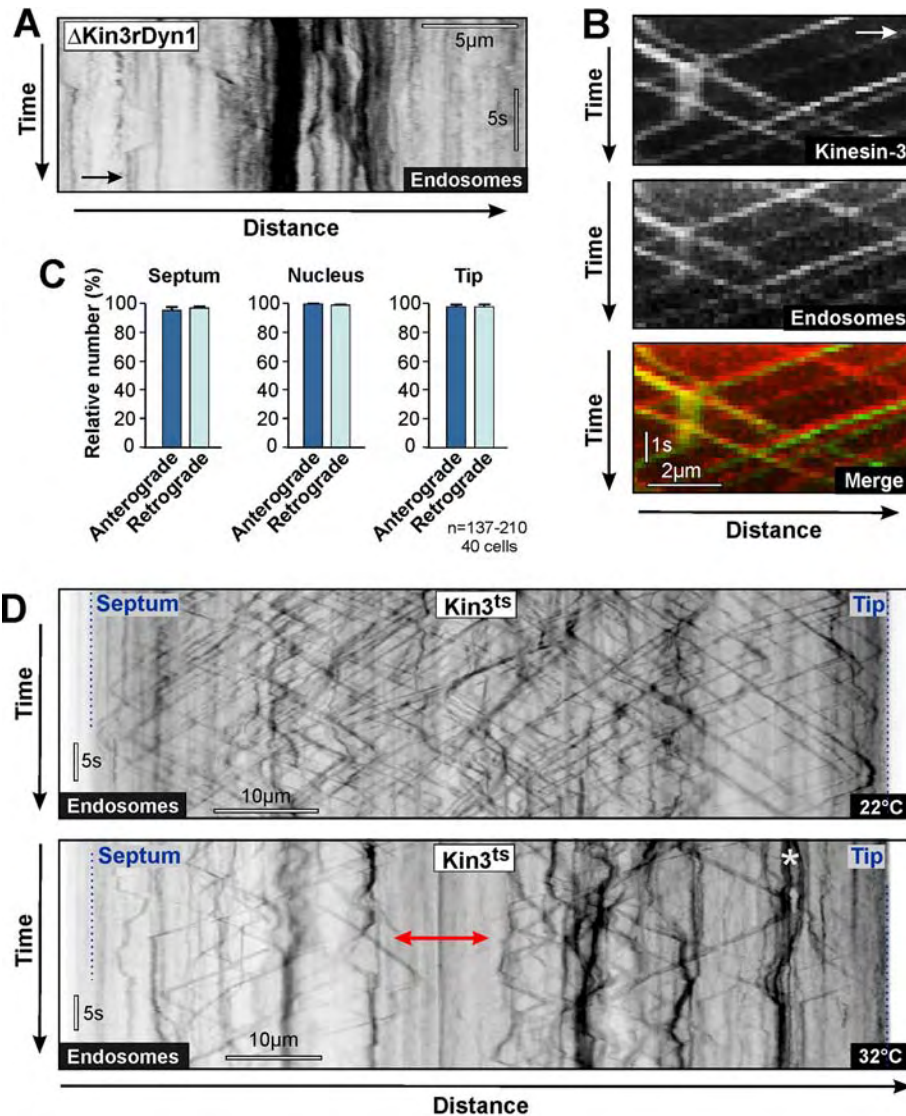 A
ΔKin3rDyn1
5µm
Time
5s
Endosomes
Distance
B
Time
Kinesin-3
Time
Endosomes
Time
1s
2µm
Merge
Distance
C
Septum
Nucleus
Tip
Relative number (%)
100
80
60
40
20
0
Anterograde
Retrograde
100
80
60
40
20
0
Anterograde
Retrograde
100
80
60
40
20
0
Anterograde
Retrograde
n=137-210
40 cells
D
Septum
Kin3ts
Tip
Time
5s
Endosomes
10µm
22°C
Septum
Kin3ts
*
Tip
Time
5s
Endosomes
10µm
32°C
Distance